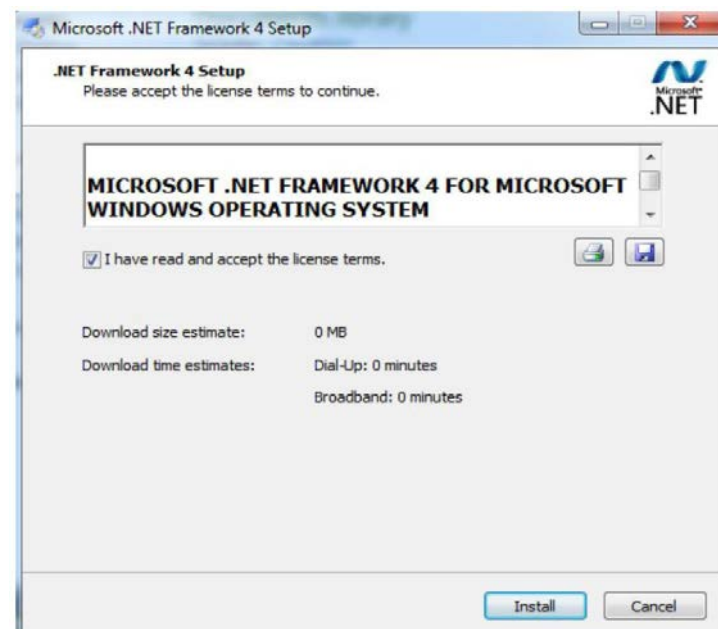 Microsoft .NET Framework 4 Setup
.NET Framework 4 Setup
Please accept the license terms to continue.
Microsoft
.NET
MICROSOFT .NET FRAMEWORK 4 FOR MICROSOFT
WINDOWS OPERATING SYSTEM
I have read and accept the license terms.
Download size estimate: 0 MB
Download time estimates: Dial-Up: 0 minutes
Broadband: 0 minutes
Install Cancel